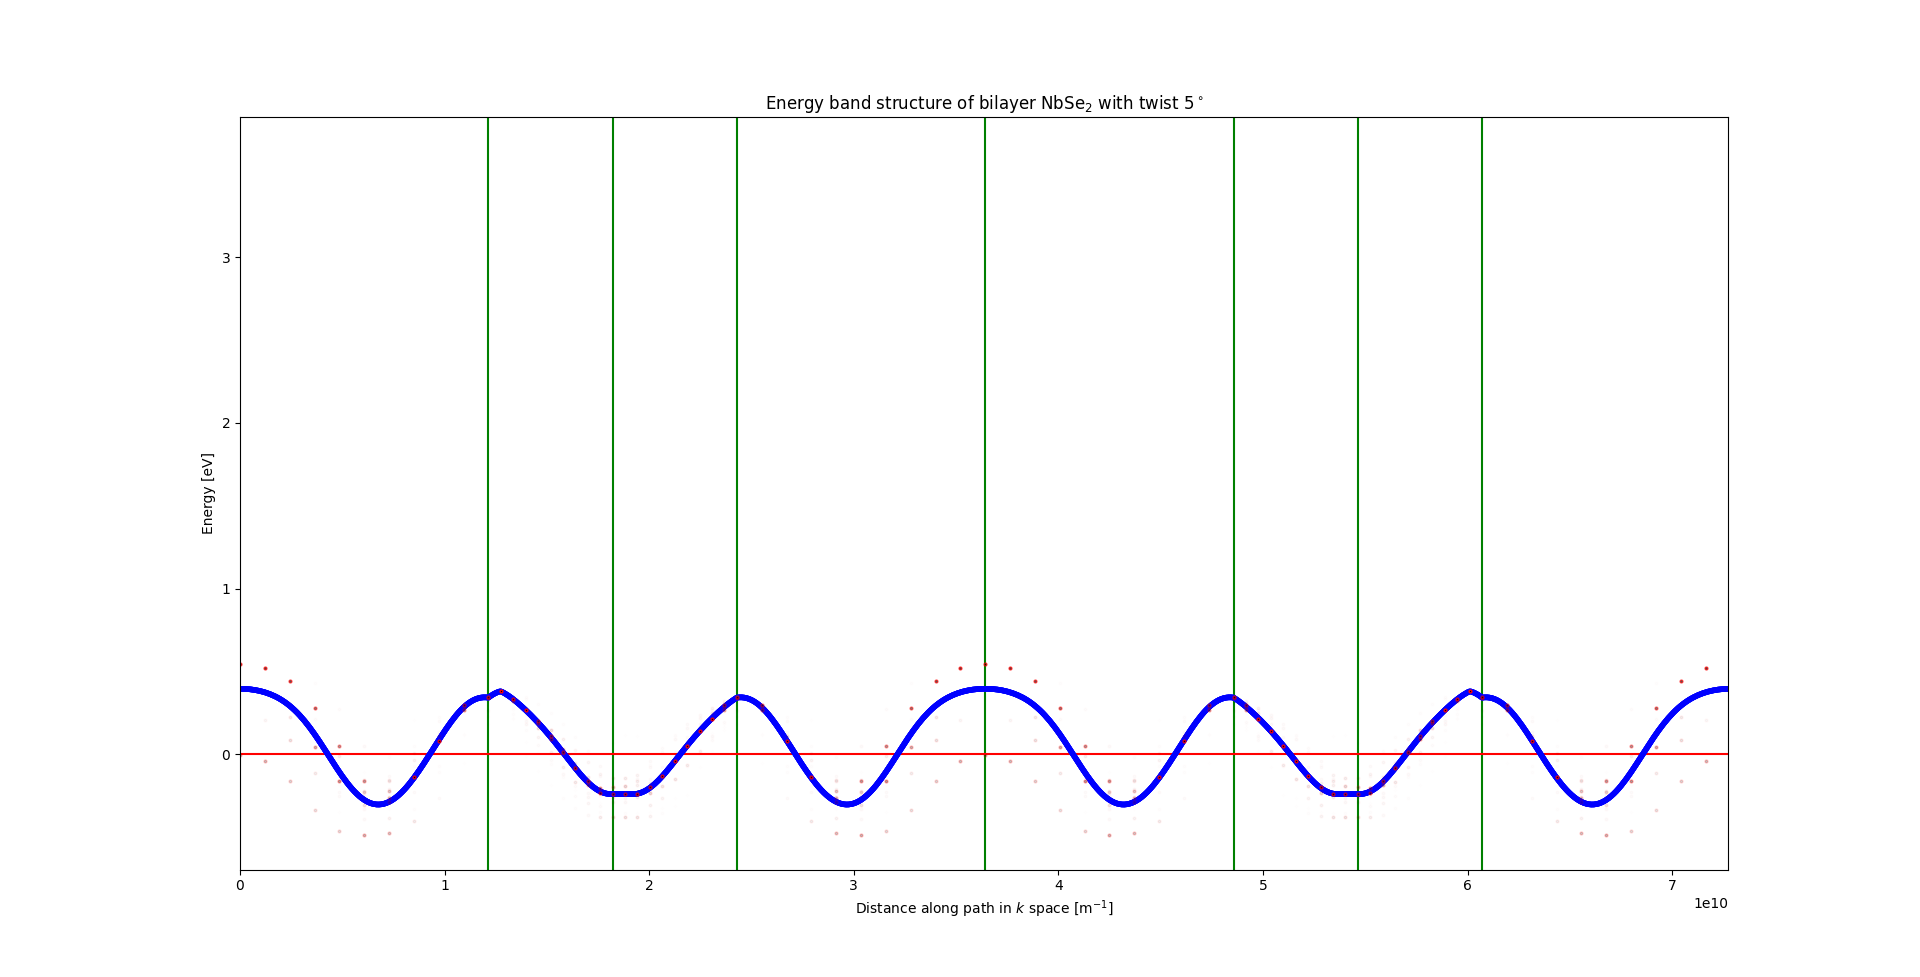 Energy band structure of bilayer NbSe₂ with twist 5°
3
2
1
0
Energy [eV]
0 1 2 3 4 5 6 7
1e10
Distance along path in k space [m⁻¹]